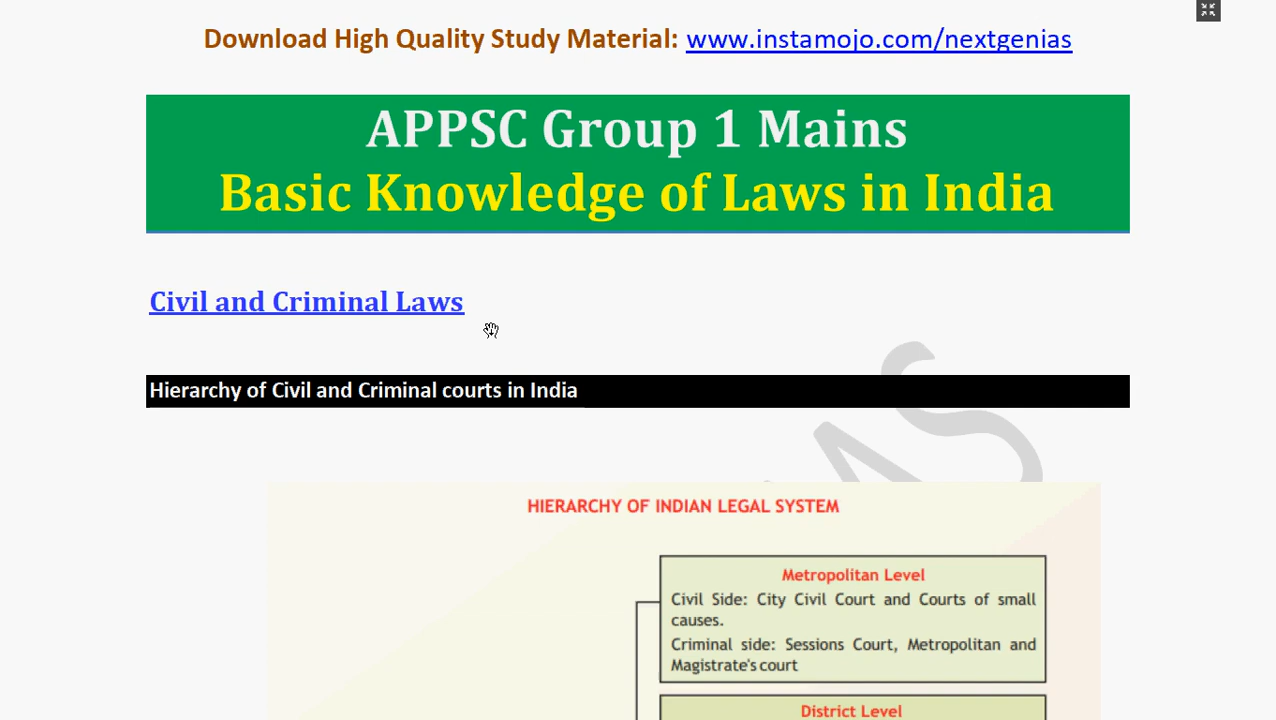 Download High Quality Study Material: www.instamojo.com/nextgenias
APPSC Group 1 Mains
Basic Knowledge of Laws in India
Civil and Criminal Laws
Hierarchy of Civil and Criminal courts in India
HIERARCHY OF INDIAN LEGAL SYSTEM
Metropolitan Level
Civil Side: City Civil Court and Courts of small
causes.
Criminal side: Sessions Court, Metropolitan and
Magistrate's court
District Level